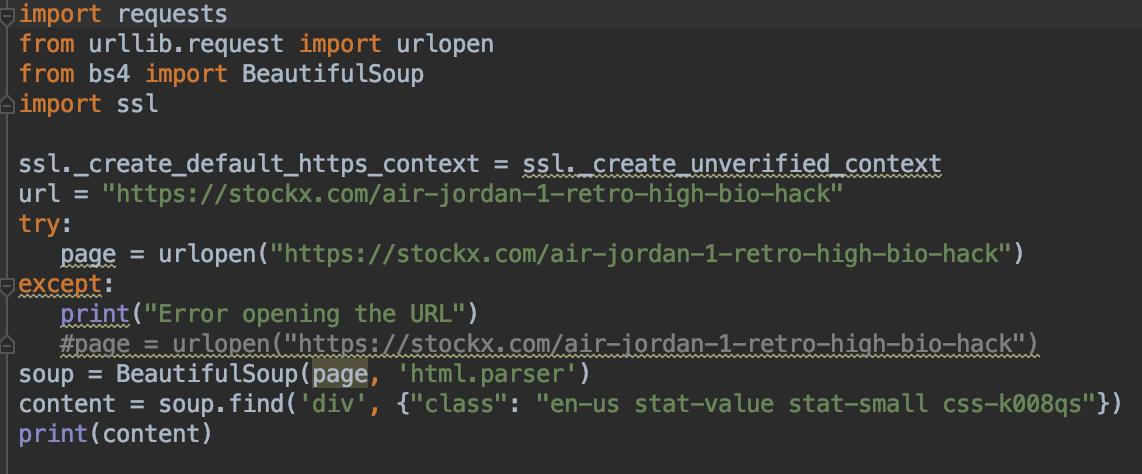 import requests
from urllib.request import urlopen
from bs4 import BeautifulSoup
import ssl
ssl._create_default_https_context = ssl._create_unverified_context
url = "https://stockx.com/air-jordan-1-retro-high-bio-hack"
try:
    page = urlopen("https://stockx.com/air-jordan-1-retro-high-bio-hack")
except:
    print("Error opening the URL")
    #page = urlopen("https://stockx.com/air-jordan-1-retro-high-bio-hack")
soup = BeautifulSoup(page, 'html.parser')
content = soup.find('div', {"class": "en-us stat-value stat-small css-k008qs"})
print(content)